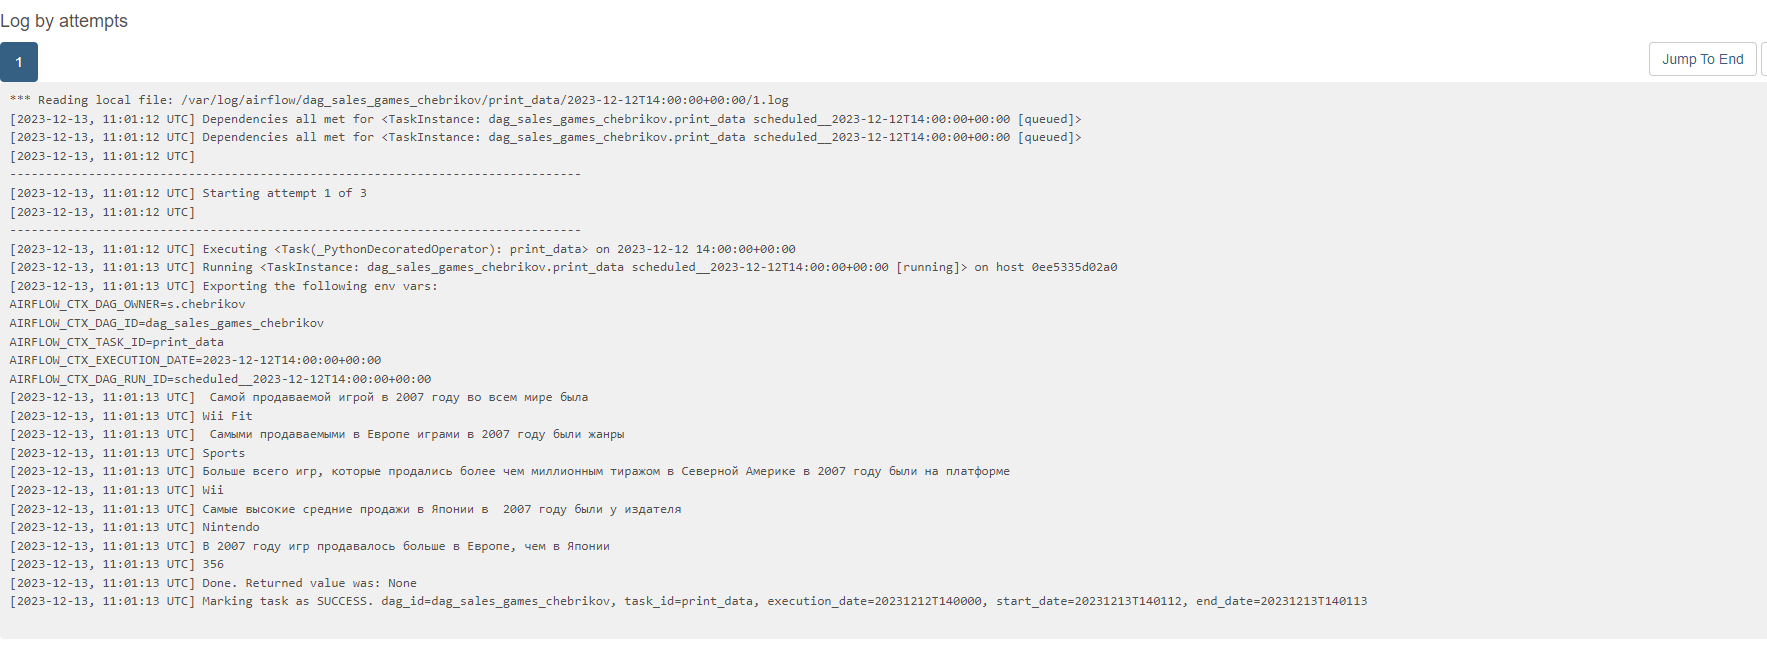 Log by attempts
1
Jump To End
*** Reading local file: /var/log/airflow/dag_sales_games_chebrikov/print_data/2023-12-12T14:00:00+00:00/1.log
[2023-12-13, 11:01:12 UTC] Dependencies all met for <TaskInstance: dag_sales_games_chebrikov.print_data scheduled__2023-12-12T14:00:00+00:00 [queued]>
[2023-12-13, 11:01:12 UTC] Dependencies all met for <TaskInstance: dag_sales_games_chebrikov.print_data scheduled__2023-12-12T14:00:00+00:00 [queued]>
[2023-12-13, 11:01:12 UTC]
--------------------------------------------------------------------------------
[2023-12-13, 11:01:12 UTC] Starting attempt 1 of 3
[2023-12-13, 11:01:12 UTC]
--------------------------------------------------------------------------------
[2023-12-13, 11:01:12 UTC] Executing <Task(_PythonDecoratedOperator): print_data> on 2023-12-12 14:00:00+00:00
[2023-12-13, 11:01:13 UTC] Running <TaskInstance: dag_sales_games_chebrikov.print_data scheduled__2023-12-12T14:00:00+00:00 [running]> on host 0ee5335d02a0
[2023-12-13, 11:01:13 UTC] Exporting the following env vars:
AIRFLOW_CTX_DAG_OWNER=s.chebrikov
AIRFLOW_CTX_DAG_ID=dag_sales_games_chebrikov
AIRFLOW_CTX_TASK_ID=print_data
AIRFLOW_CTX_EXECUTION_DATE=2023-12-12T14:00:00+00:00
AIRFLOW_CTX_DAG_RUN_ID=scheduled__2023-12-12T14:00:00+00:00
[2023-12-13, 11:01:13 UTC]  Самой продаваемой игрой в 2007 году во всем мире была
[2023-12-13, 11:01:13 UTC] Wii Fit
[2023-12-13, 11:01:13 UTC]  Самыми продаваемыми в Европе играми в 2007 году были жанры
[2023-12-13, 11:01:13 UTC] Sports
[2023-12-13, 11:01:13 UTC] Больше всего игр, которые продались более чем миллионным тиражом в Северной Америке в 2007 году были на платформе
[2023-12-13, 11:01:13 UTC] Wii
[2023-12-13, 11:01:13 UTC] Самые высокие средние продажи в Японии в  2007 году были у издателя
[2023-12-13, 11:01:13 UTC] Nintendo
[2023-12-13, 11:01:13 UTC] В 2007 году игр продавалось больше в Европе, чем в Японии
[2023-12-13, 11:01:13 UTC] 356
[2023-12-13, 11:01:13 UTC] Done. Returned value was: None
[2023-12-13, 11:01:13 UTC] Marking task as SUCCESS. dag_id=dag_sales_games_chebrikov, task_id=print_data, execution_date=20231212T140000, start_date=20231213T140112, end_date=20231213T140113